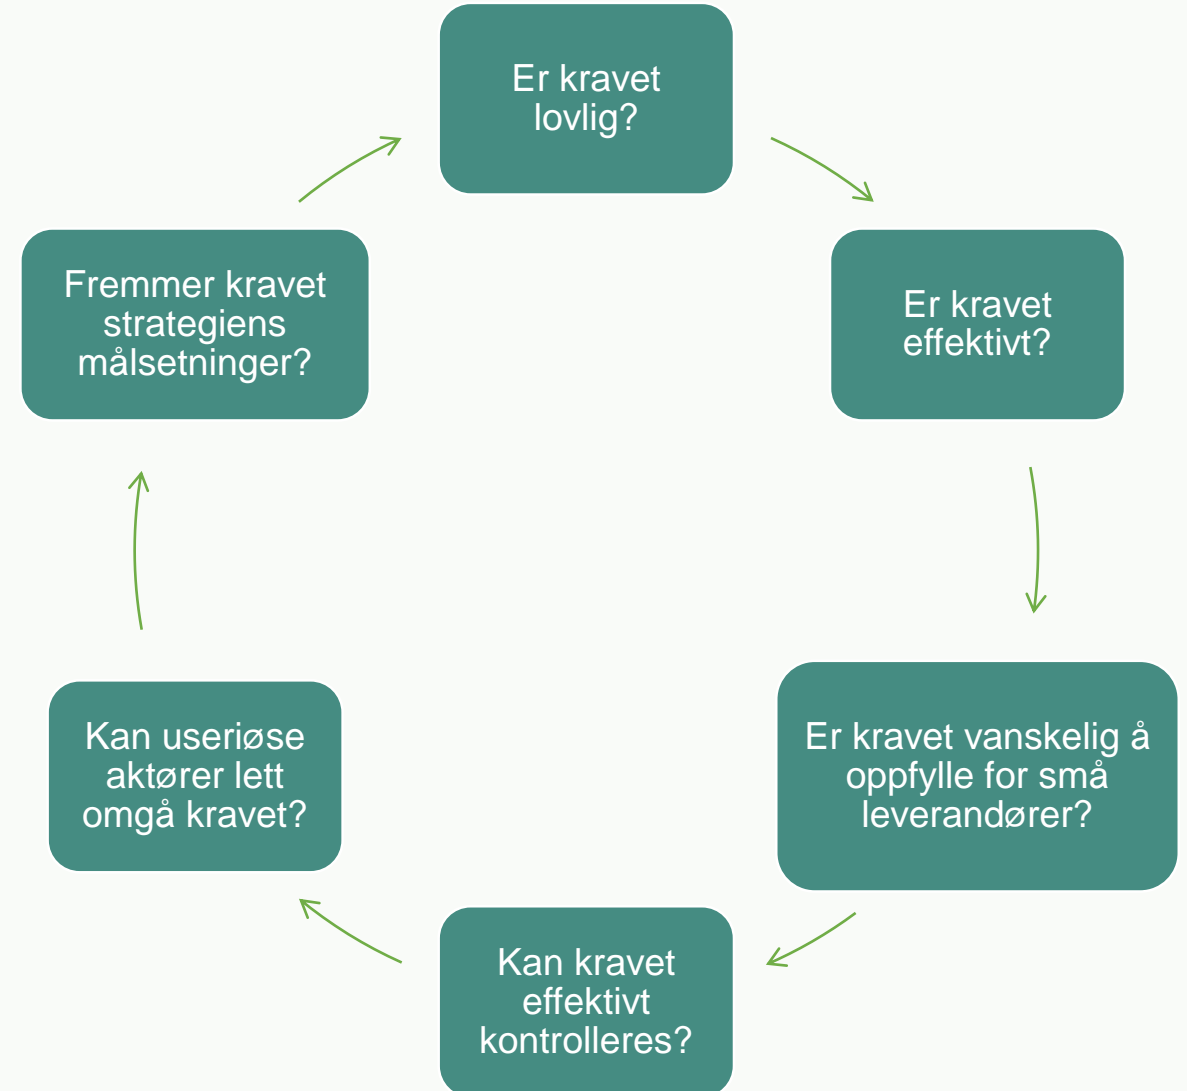 Er kravet
lovlig?
Er kravet
effektivt?
Er kravet vanskelig å
oppfylle for små
leverandører?
Kan kravet
effektivt
kontrolleres?
Kan useriøse
aktører lett
omgå kravet?
Fremmer kravet
strategiens
målsetninger?